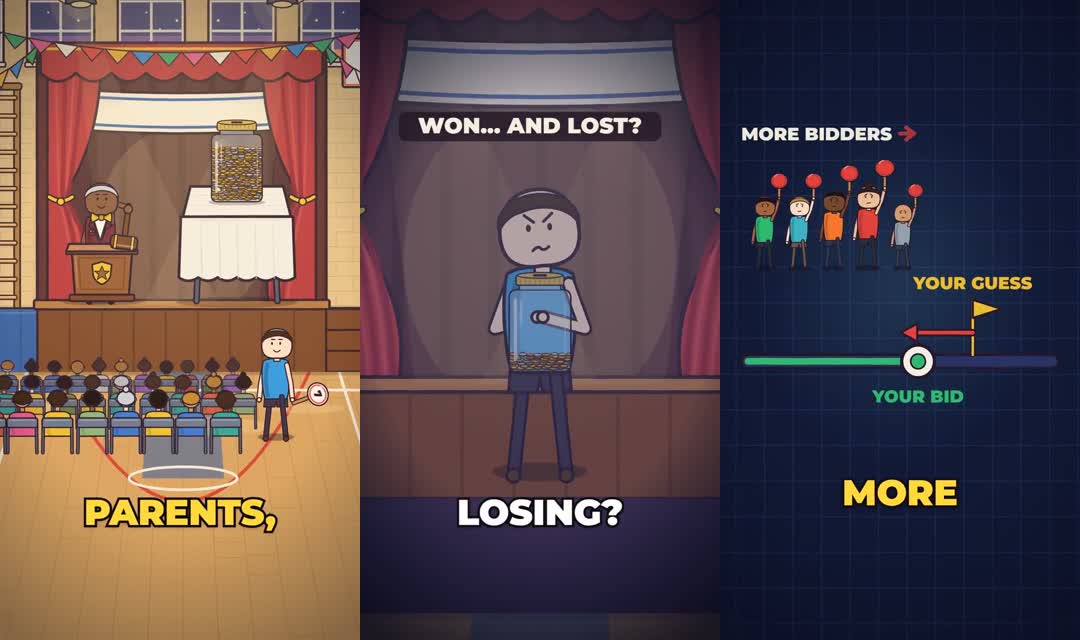 PARENTS,
WON... AND LOST?
LOSING?
MORE BIDDERS →
YOUR GUESS
YOUR BID
MORE